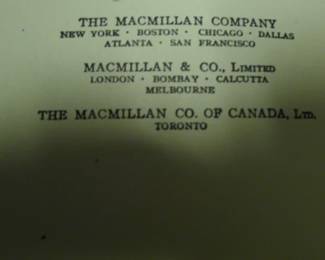 THE MACMILLAN COMPANY
NEW YORK · BOSTON · CHICAGO · DALLAS
ATLANTA · SAN FRANCISCO
MACMILLAN & CO., LIMITED
LONDON · BOMBAY · CALCUTTA
MELBOURNE
THE MACMILLAN CO. OF CANADA, LTD.
TORONTO